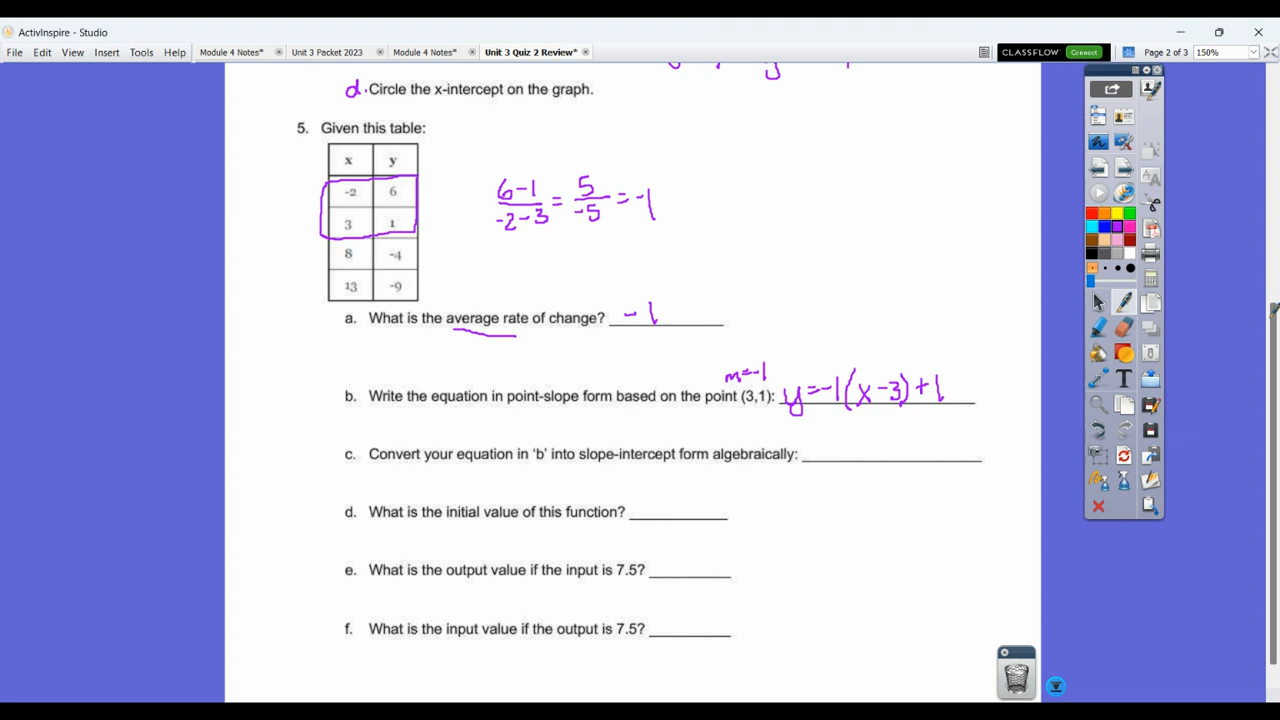 ActivInspire - Studio
File Edit View Insert Tools Help Module 4 Notes* Unit 3 Packet 2023 Module 4 Notes* Unit 3 Quiz 2 Review* CLASSFLOW Connect Page 2 of 3 150%
d. Circle the x-intercept on the graph.
5. Given this table:
x y
-2 6
3 1
8 -4
13 -9
6-1/-2-3 = 5/-5 = -1
a. What is the average rate of change? -1
m=-1
b. Write the equation in point-slope form based on the point (3,1): y=-1(x-3)+1
c. Convert your equation in ‘b’ into slope-intercept form algebraically: ____________
d. What is the initial value of this function? ____________
e. What is the output value if the input is 7.5? ____________
f. What is the input value if the output is 7.5? ____________